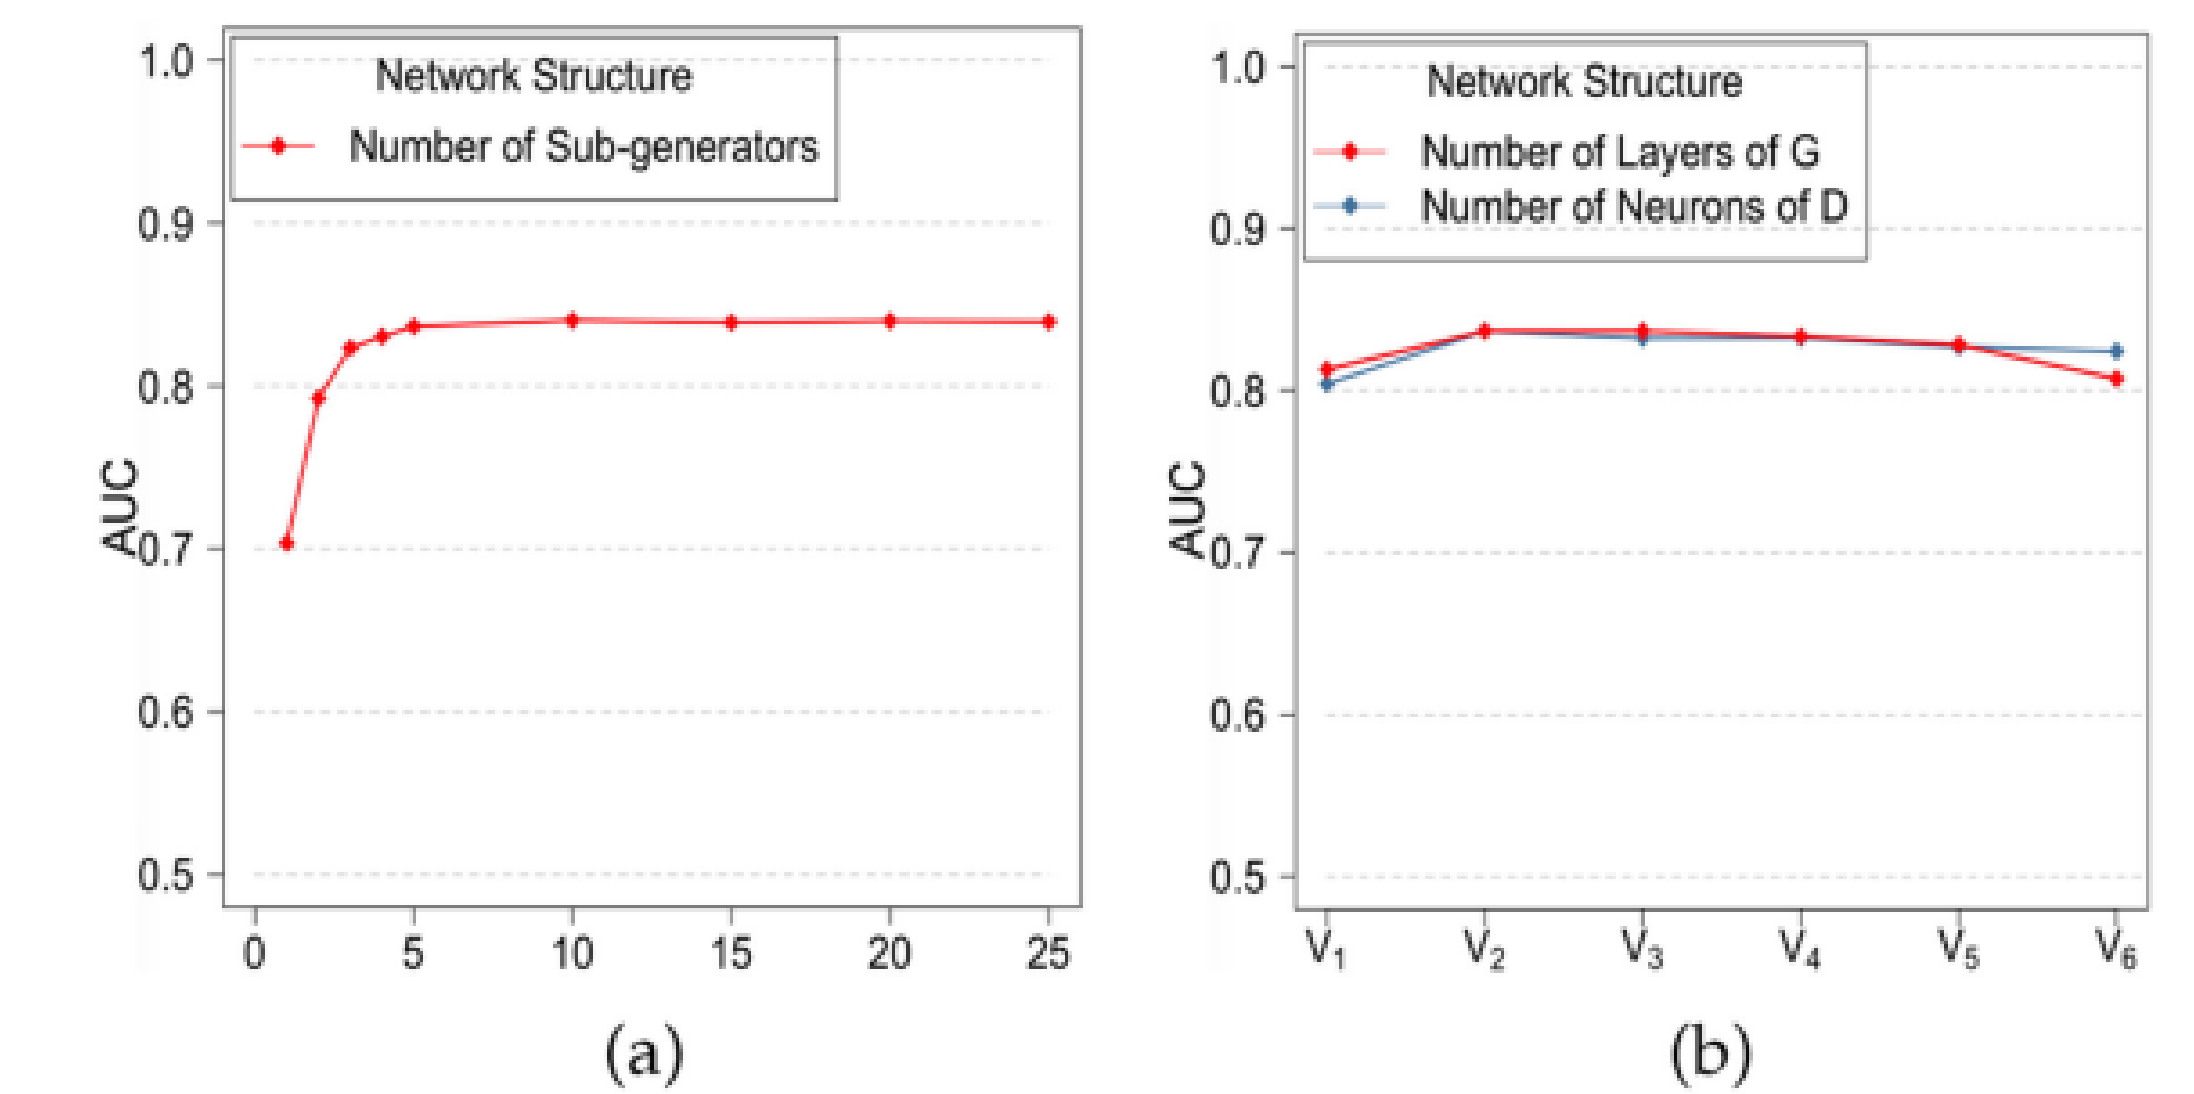 Network Structure
Number of Sub-generators
1.0
0.9
0.8
0.7
0.6
0.5
AUC
0 5 10 15 20 25
(a)
Network Structure
Number of Layers of G
Number of Neurons of D
1.0
0.9
0.8
0.7
0.6
0.5
AUC
V1 V2 V3 V4 V5 V6
(b)